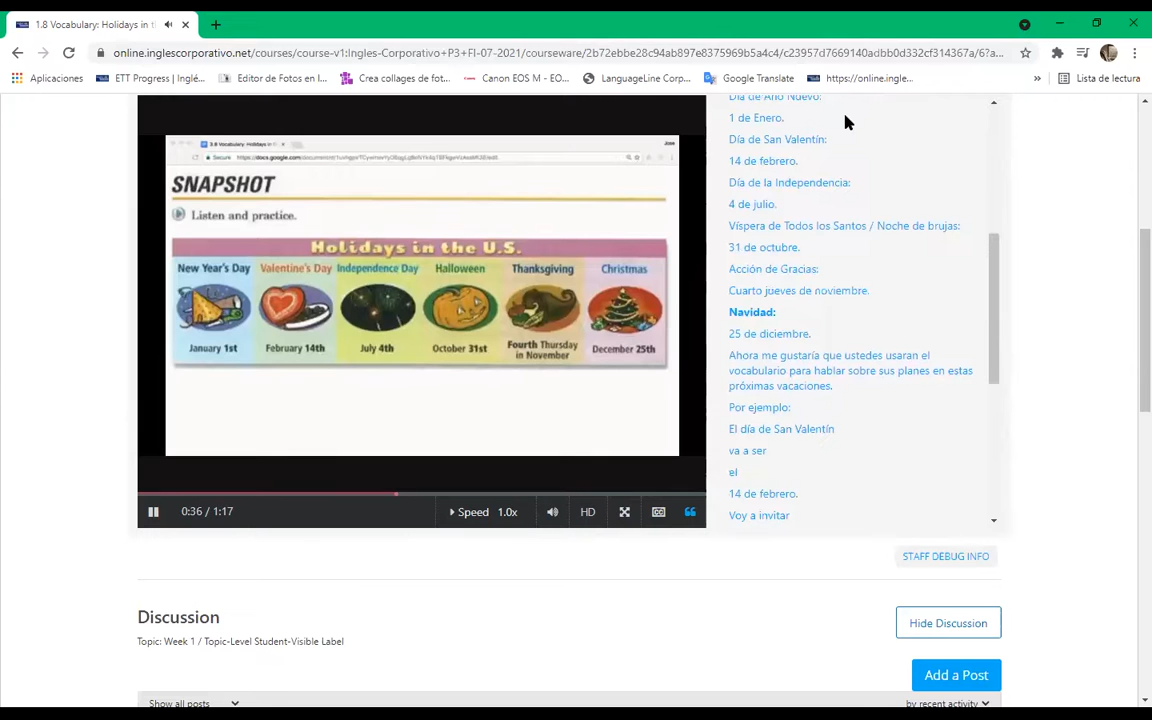 1.8 Vocabulary: Holidays in t
online.inglescorporativo.net/courses/course-v1:Ingles-Corporativo+P3+FI-07-2021/courseware/2b72ebbe28c94ab897e8375969b5a4c4/c23957d7669140adbb0d332cf314367a/6?a...
Aplicaciones
ETT Progress | Inglé...
Editor de Fotos en l...
Crea collages de fot...
Canon EOS M - EO...
LanguageLine Corp...
Google Translate
https://online.ingle...
»
Lista de lectura
SNAPSHOT
Listen and practice.
Holidays in the U.S.
New Year's Day Valentine's Day Independence Day Halloween Thanksgiving Christmas
January 1st February 14th July 4th October 31st Fourth Thursday in November December 25th
0:36 / 1:17
Speed 1.0x
HD
CC
Día de Año Nuevo:
1 de Enero.
Día de San Valentín:
14 de febrero.
Día de la Independencia:
4 de julio.
Víspera de Todos los Santos / Noche de brujas:
31 de octubre.
Acción de Gracias:
Cuarto jueves de noviembre.
Navidad:
25 de diciembre.
Ahora me gustaría que ustedes usaran el
vocabulario para hablar sobre sus planes en estas
próximas vacaciones.
Por ejemplo:
El día de San Valentín
va a ser
el
14 de febrero.
Voy a invitar
STAFF DEBUG INFO
Discussion
Hide Discussion
Topic: Week 1 / Topic-Level Student-Visible Label
Add a Post
Show all posts
by recent activity